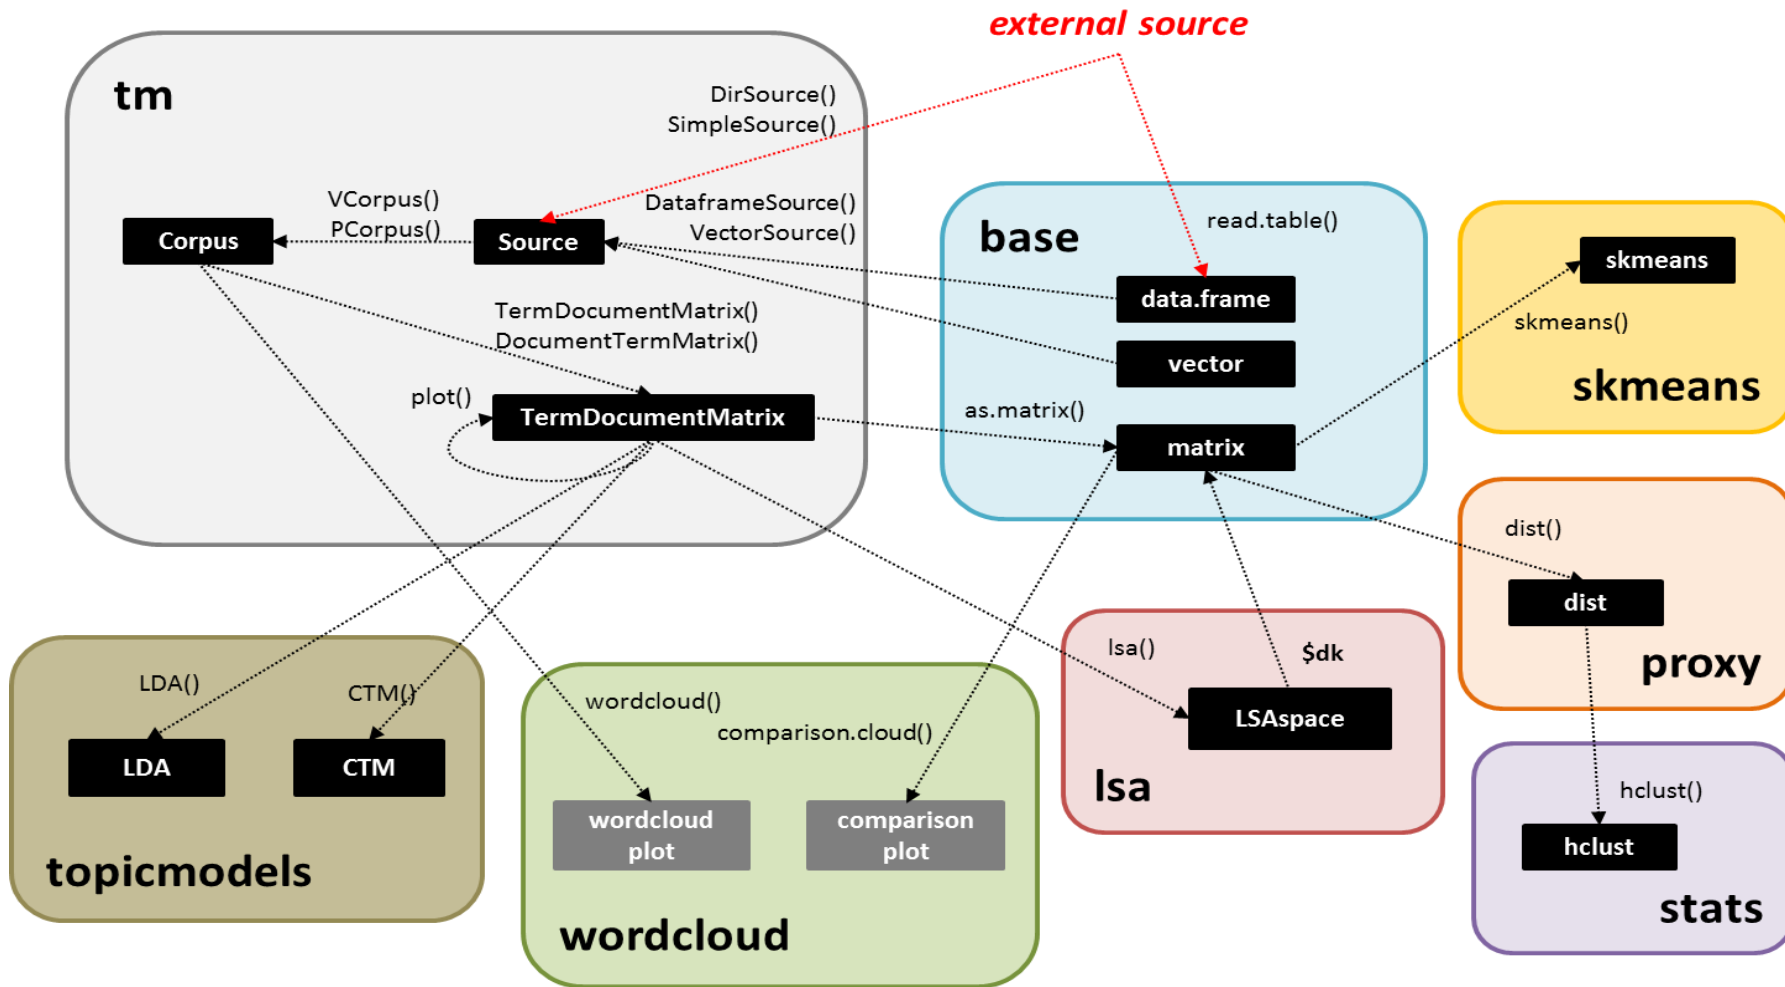 external source
tm
DirSource()
SimpleSource()
VCorpus()
PCorpus()
DataframeSource()
VectorSource()
Corpus
Source
TermDocumentMatrix()
DocumentTermMatrix()
plot()
TermDocumentMatrix
base
read.table()
data.frame
vector
as.matrix()
matrix
skmeans
skmeans()
skmeans
dist()
dist
proxy
LDA()
CTM()
LDA
CTM
topicmodels
wordcloud()
comparison.cloud()
wordcloud
plot
comparison
plot
wordcloud
lsa()
$dk
LSAspace
lsa
hclust()
hclust
stats